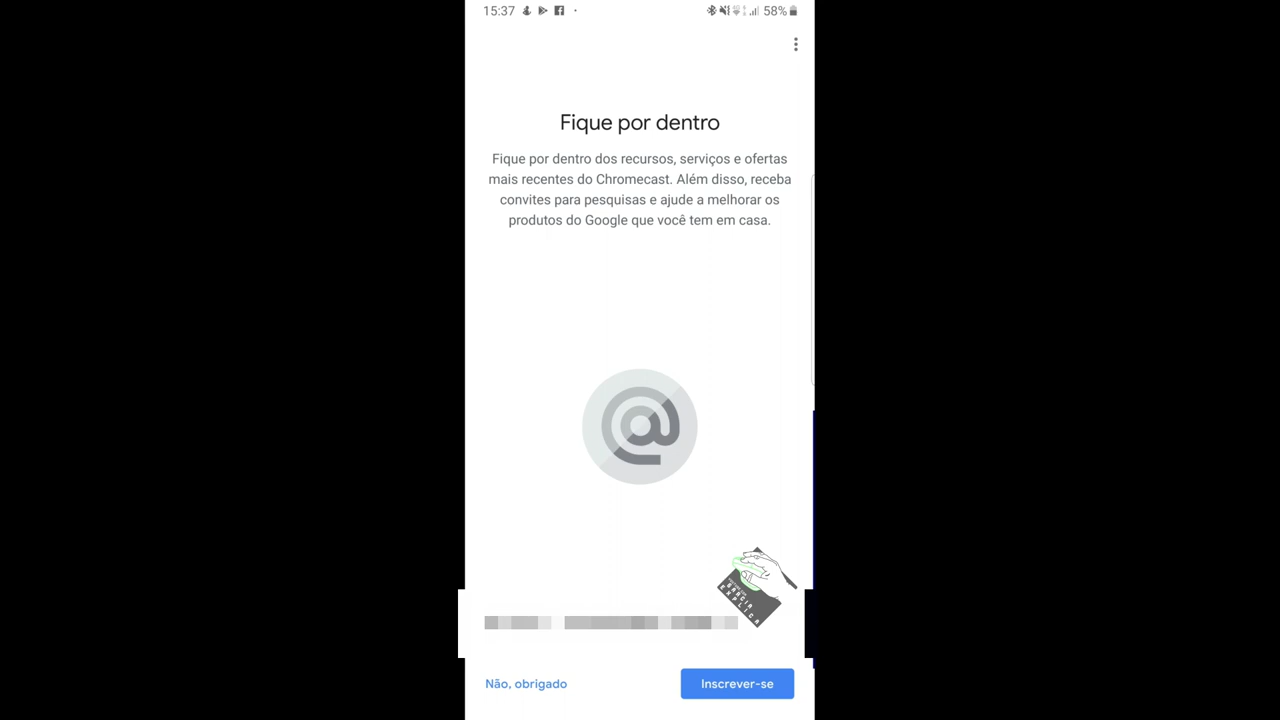 15:37
58%
Fique por dentro
Fique por dentro dos recursos, serviços e ofertas
mais recentes do Chromecast. Além disso, receba
convites para pesquisas e ajude a melhorar os
produtos do Google que você tem em casa.
MARCIA
EXPLICA
Não, obrigado
Inscrever-se